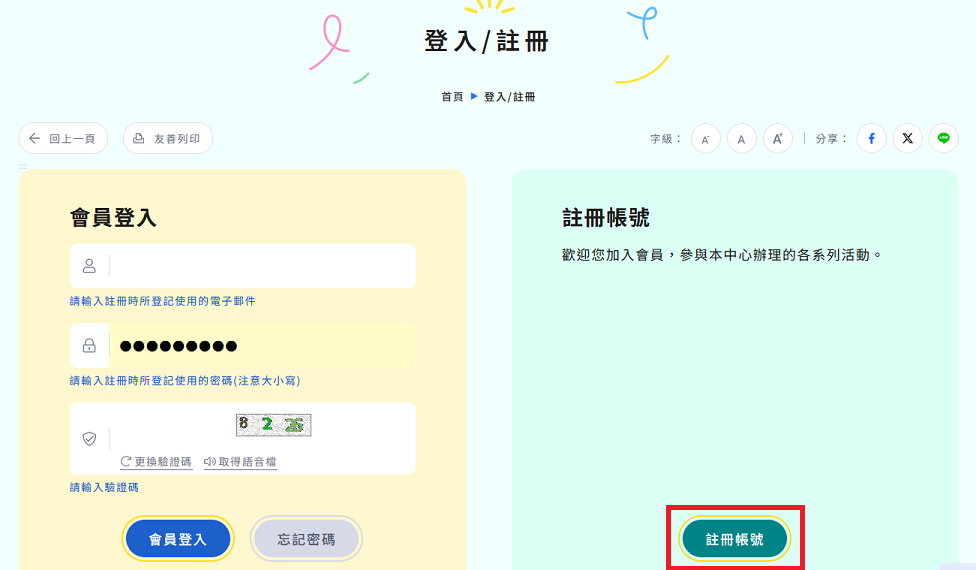 登入/註冊
首頁 ▶ 登入/註冊
回上一頁 友善列印 字級： A- A A+ 分享：
:::
會員登入
請輸入註冊時所登記使用的電子郵件
●●●●●●●●●
請輸入註冊時所登記使用的密碼(注意大小寫)
更換驗證碼 取得語音檔
請輸入驗證碼
會員登入 忘記密碼
註冊帳號
歡迎您加入會員，參與本中心辦理的各系列活動。
註冊帳號